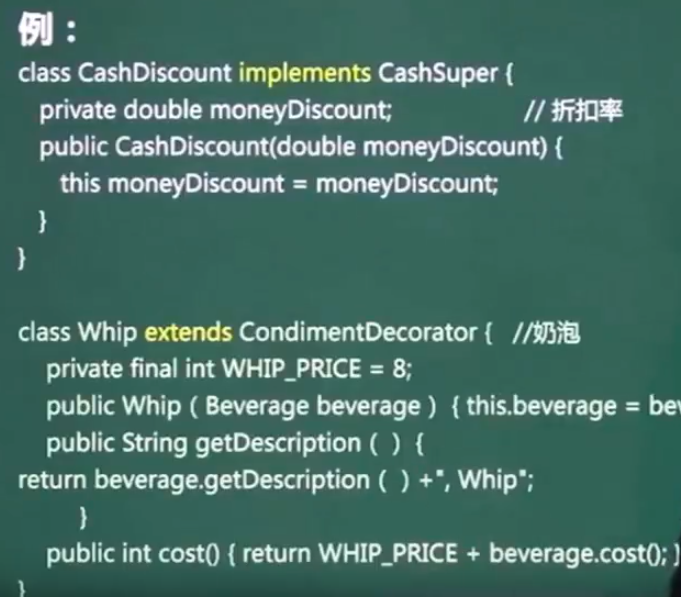 例：
class CashDiscount implements CashSuper {
private double moneyDiscount; // 折扣率
public CashDiscount(double moneyDiscount) {
this moneyDiscount = moneyDiscount;
}
}
class Whip extends CondimentDecorator { //奶泡
private final int WHIP_PRICE = 8;
public Whip ( Beverage beverage ) { this.beverage = bev
public String getDescription ( ) {
return beverage.getDescription ( ) +", Whip";
}
public int cost() { return WHIP_PRICE + beverage.cost(); }
}